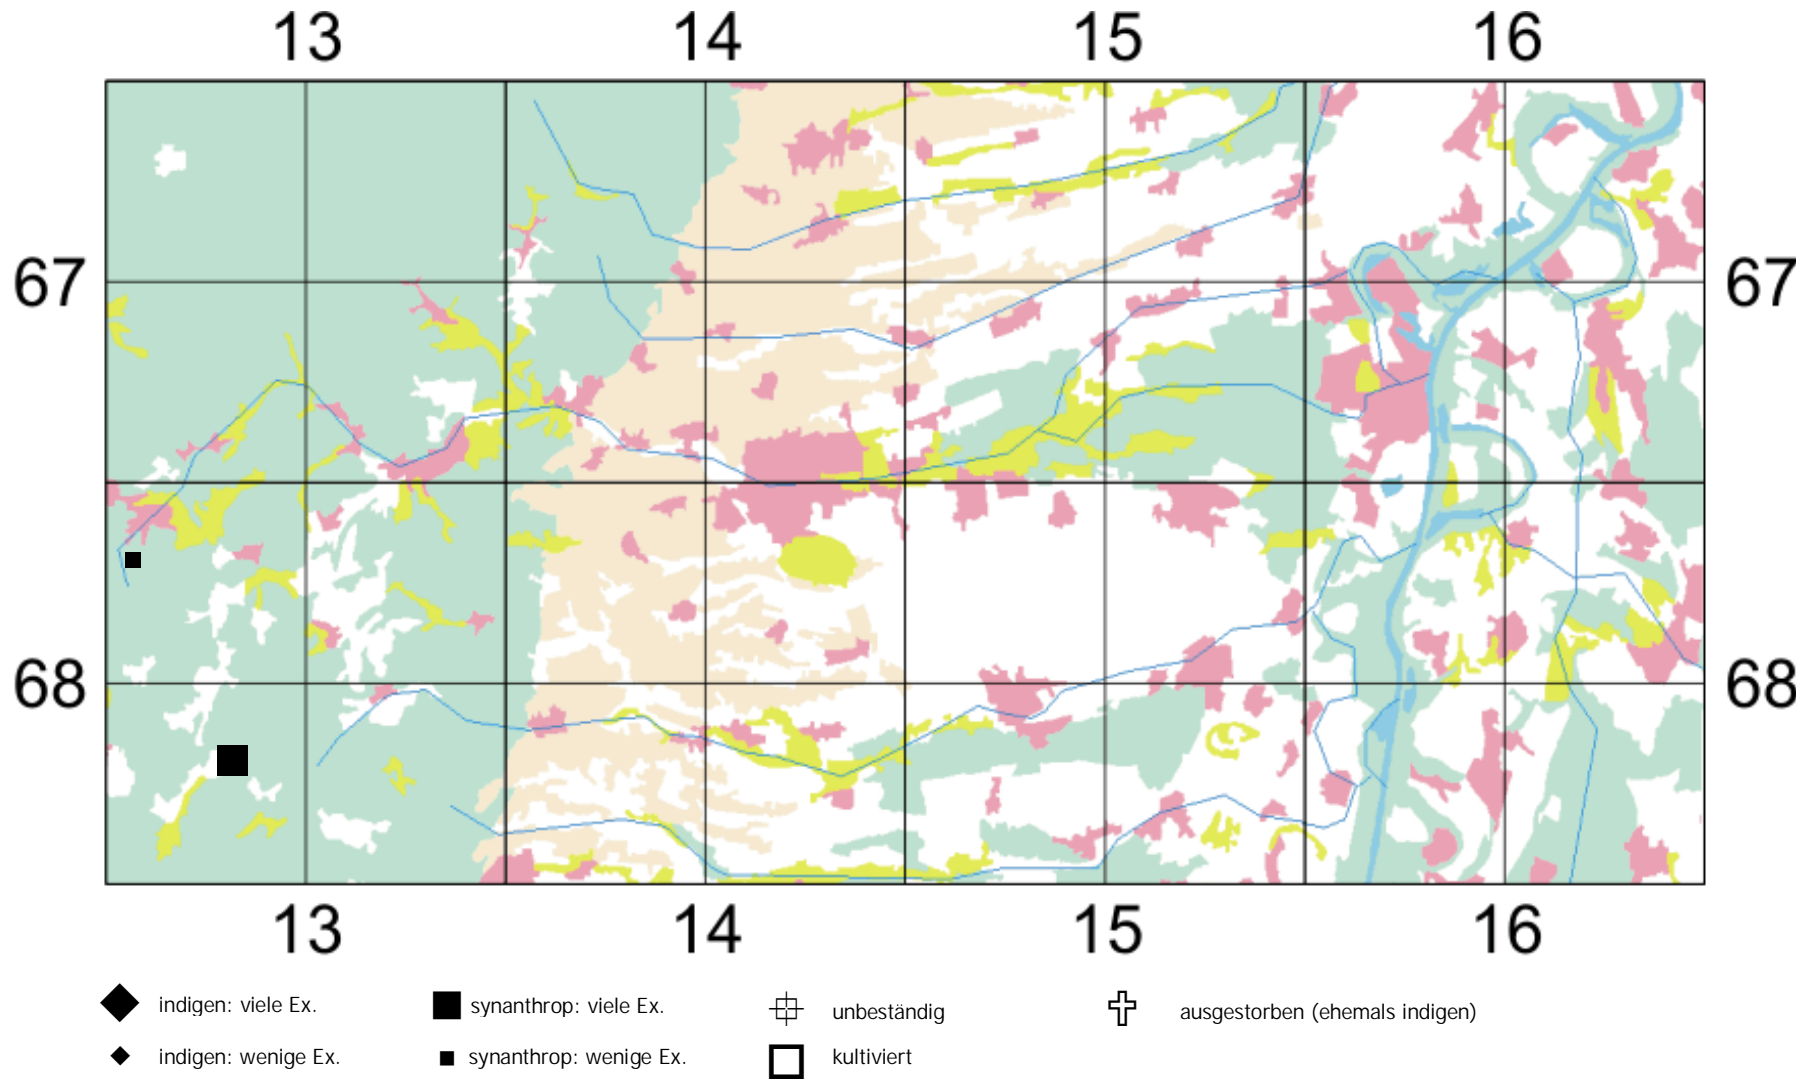 13 14 15 16
67 67
68 68
13 14 15 16
indigen: viele Ex. synanthrop: viele Ex. unbeständig ausgestorben (ehemals indigen)
indigen: wenige Ex. synanthrop: wenige Ex. kultiviert